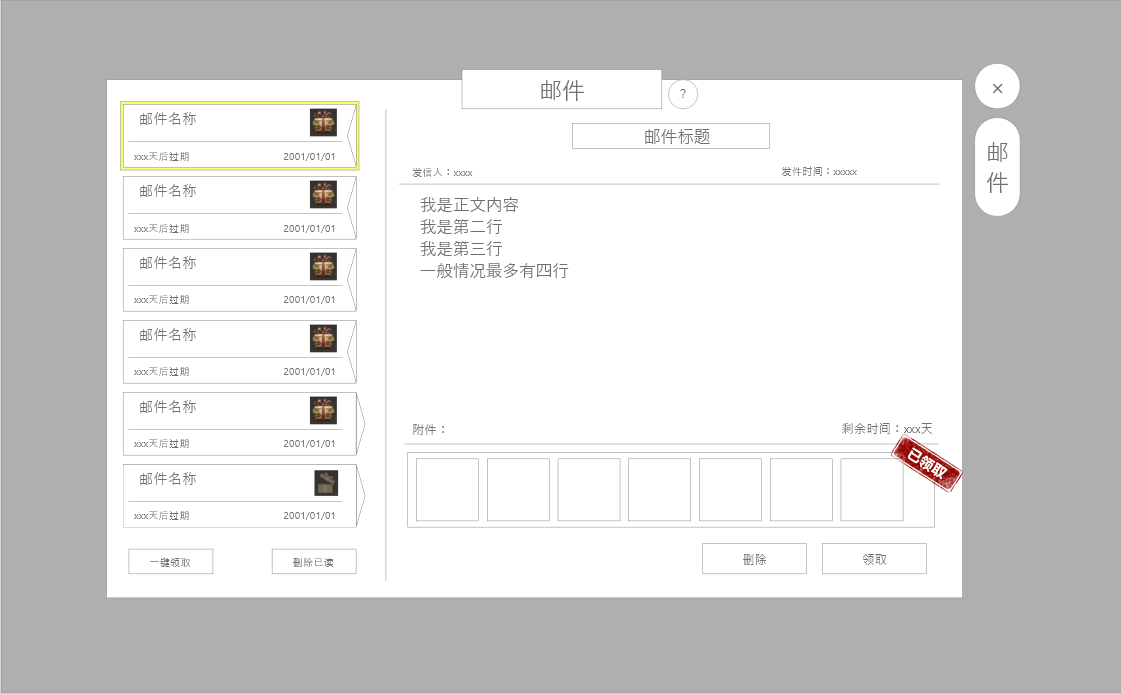 邮件
?
×
邮件
邮件名称
xxx天后过期 2001/01/01
邮件名称
xxx天后过期 2001/01/01
邮件名称
xxx天后过期 2001/01/01
邮件名称
xxx天后过期 2001/01/01
邮件名称
xxx天后过期 2001/01/01
邮件名称
xxx天后过期 2001/01/01
一键领取
删除已读
邮件标题
发信人：xxxx
发件时间：xxxxx
我是正文内容
我是第二行
我是第三行
一般情况最多有四行
附件：
剩余时间：xxx天
已领取
删除
领取